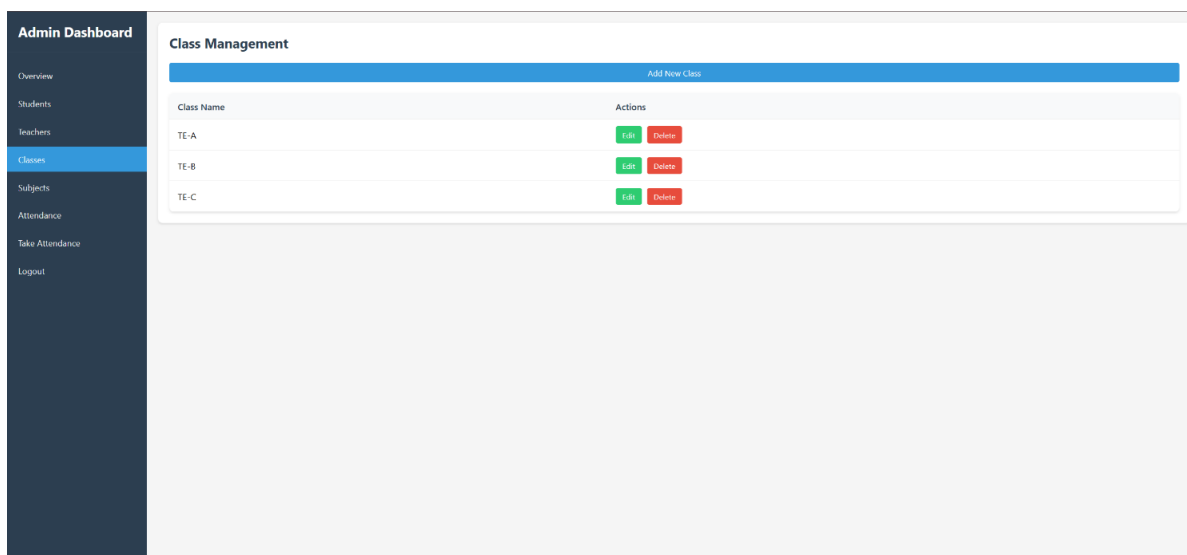 Admin Dashboard
Overview
Students
Teachers
Classes
Subjects
Attendance
Take Attendance
Logout
Class Management
Add New Class
Class Name Actions
TE-A Edit Delete
TE-B Edit Delete
TE-C Edit Delete